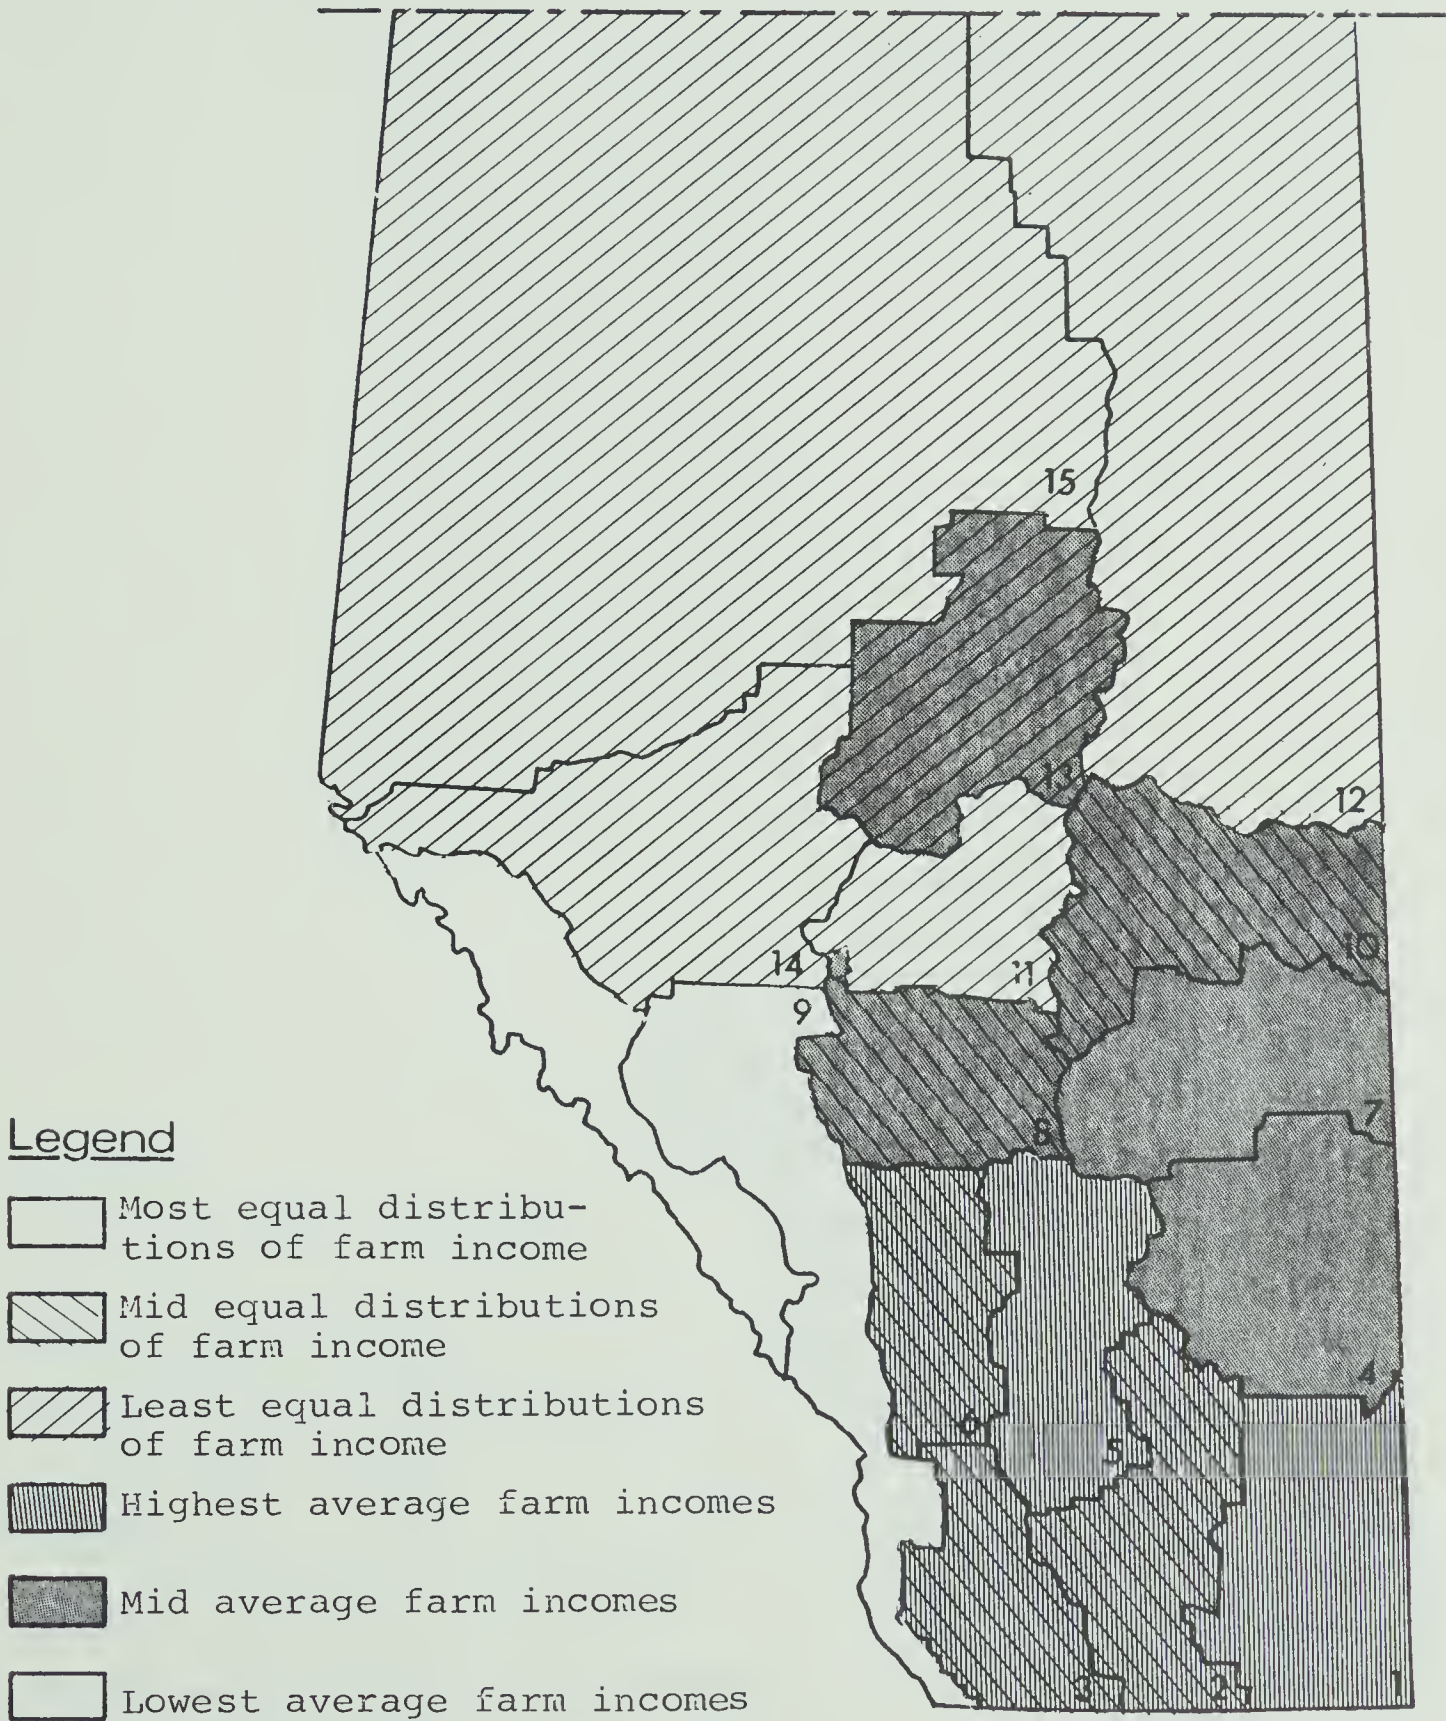 15
13
12
10
14
11
9
7
8
4
6
5
3
2
1
Legend
Most equal distribu-
tions of farm income
Mid equal distributions
of farm income
Least equal distributions
of farm income
Highest average farm incomes
Mid average farm incomes
Lowest average farm incomes